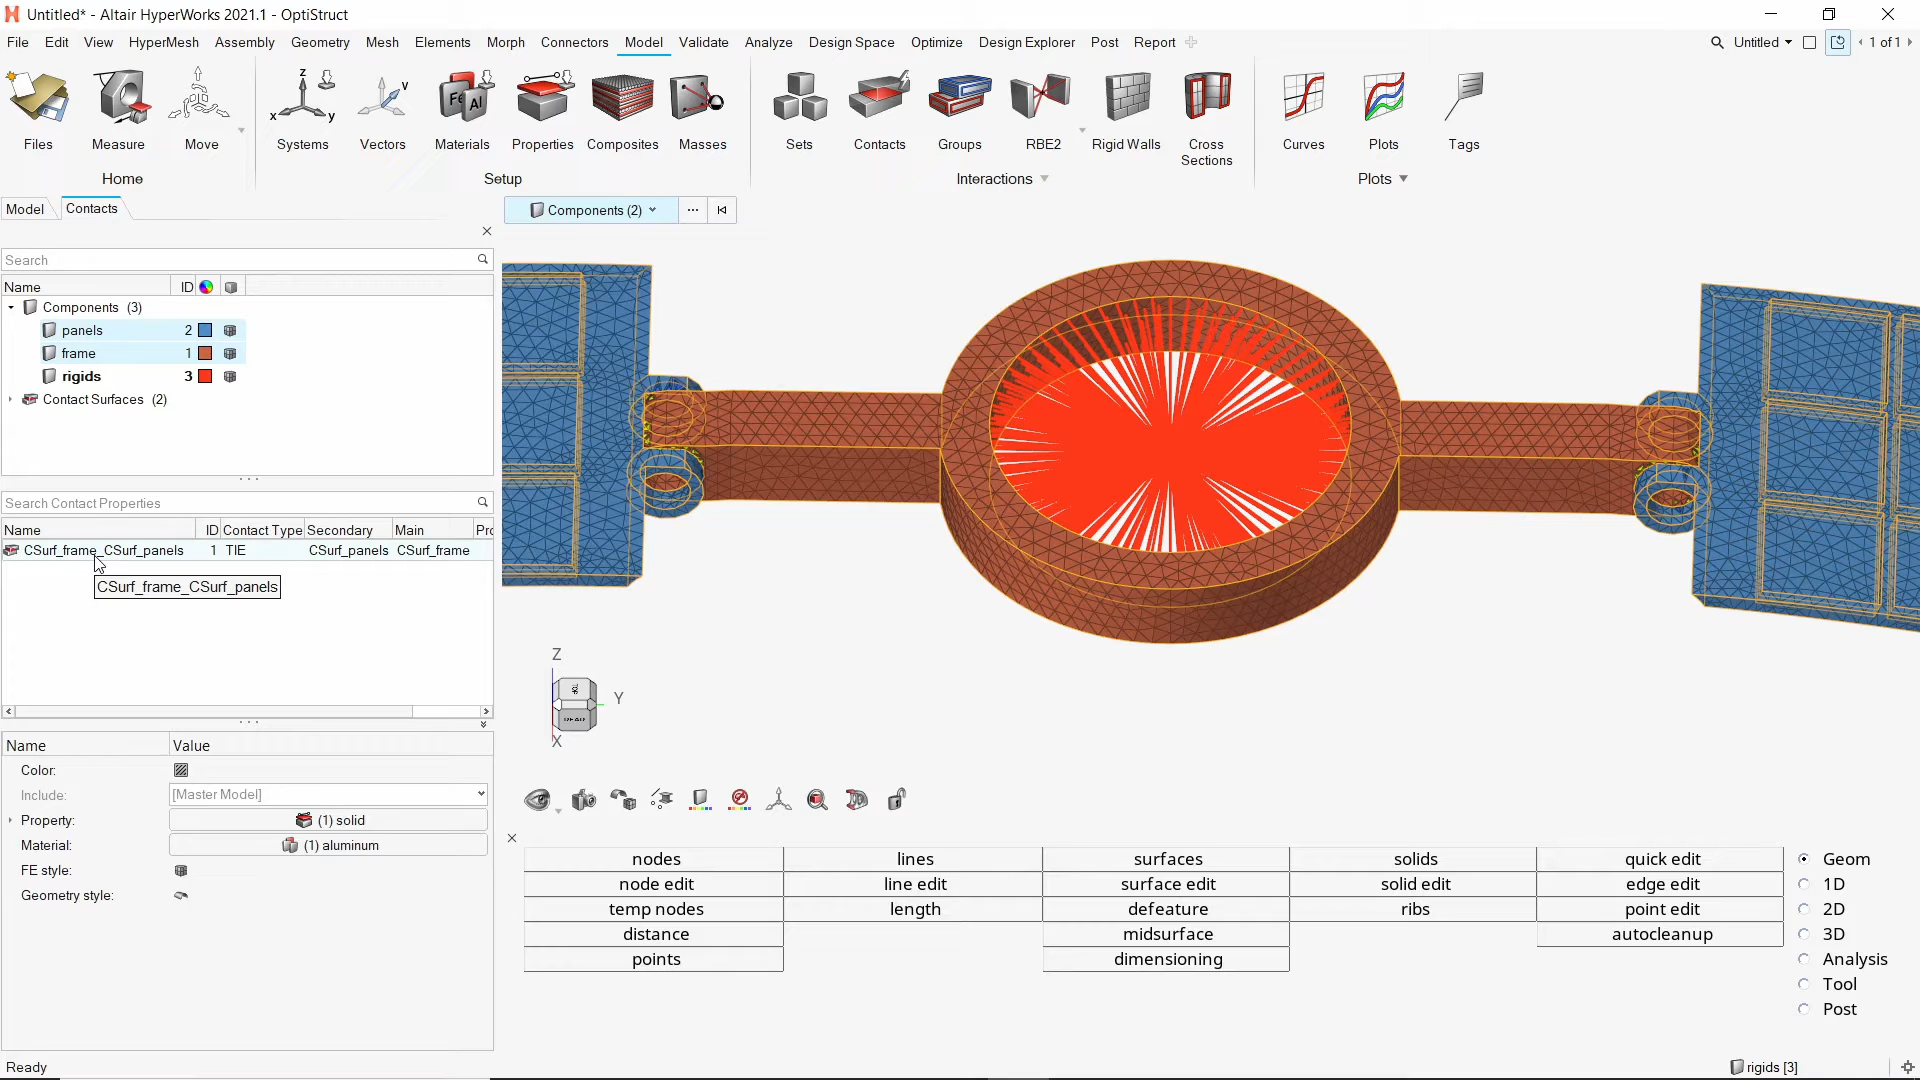 Untitled* - Altair HyperWorks 2021.1 - OptiStruct
File Edit View HyperMesh Assembly Geometry Mesh Elements Morph Connectors Model Validate Analyze Design Space Optimize Design Explorer Post Report Untitled 1 of 1
Files Measure Move Systems Vectors Materials Properties Composites Masses Sets Contacts Groups RBE2 Rigid Walls Cross Sections Curves Plots Tags
Home Setup Interactions Plots
Model Contacts
Components (2) ...
Search
Name ID
Components (3)
panels 2
frame 1
rigids 3
Contact Surfaces (2)
Search Contact Properties
Name ID Contact Type Secondary Main Prc
CSurf_frame_CSurf_panels 1 TIE CSurf_panels CSurf_frame
CSurf_frame_CSurf_panels
Z
Y
X
Name Value
Color:
Include: [Master Model]
Property: (1) solid
Material: (1) aluminum
FE style:
Geometry style:
nodes lines surfaces solids quick edit Geom
node edit line edit surface edit solid edit edge edit 1D
temp nodes length defeature ribs point edit 2D
distance midsurface autocleanup 3D
points dimensioning Analysis
Tool
Post
Ready rigids [3]